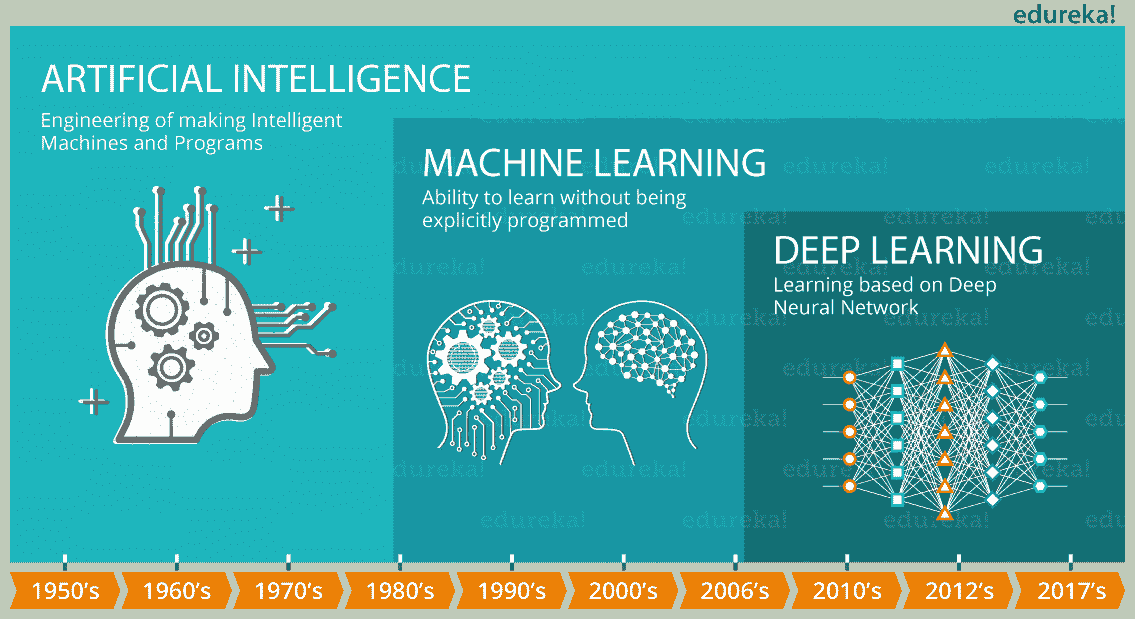 edureka!
ARTIFICIAL INTELLIGENCE
Engineering of making Intelligent
Machines and Programs
MACHINE LEARNING
Ability to learn without being
explicitly programmed
DEEP LEARNING
Learning based on Deep
Neural Network
1950's
1960's
1970's
1980's
1990's
2000's
2006's
2010's
2012's
2017's